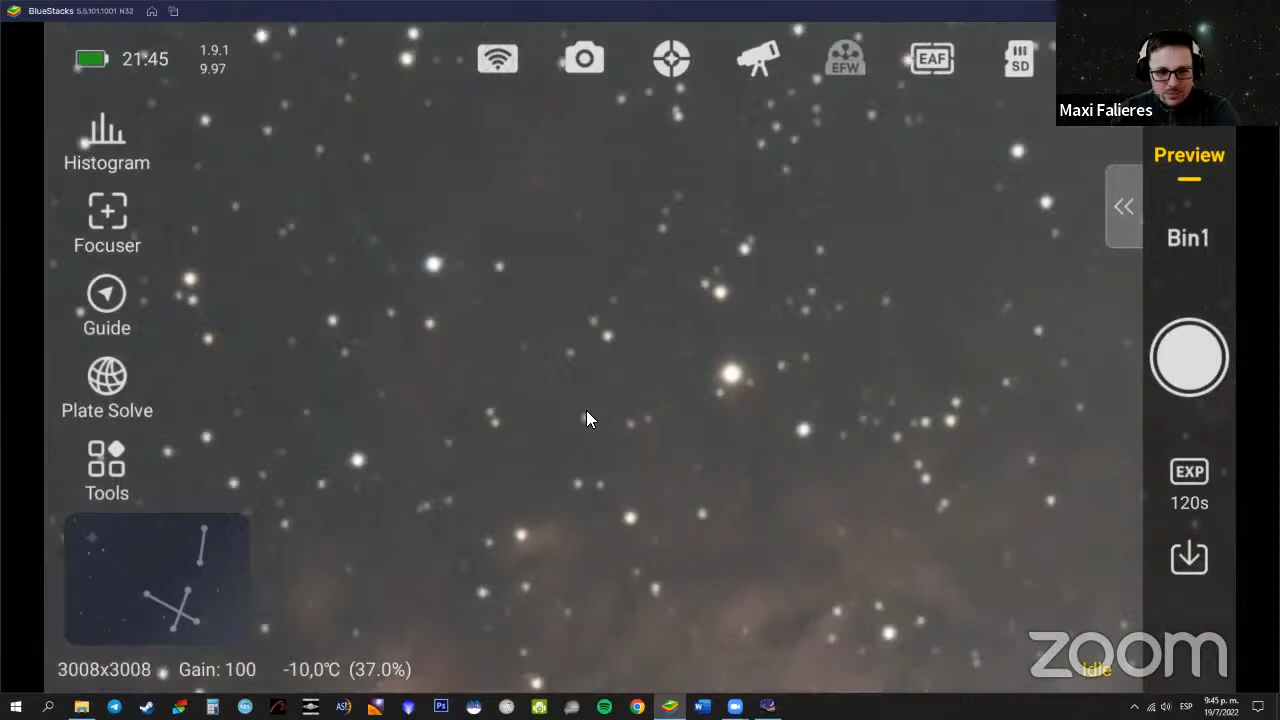 BlueStacks 5.5.101.1001 N32
21:45
1.9.1
9.97
EFW
EAF
SD
Maxi Falieres
Histogram
Preview
Focuser
Bin1
Guide
Plate Solve
Tools
EXP
120s
3008x3008 Gain: 100 -10,0℃ (37.0%)
idle
zoom
ESP
9:45 p. m.
19/7/2022